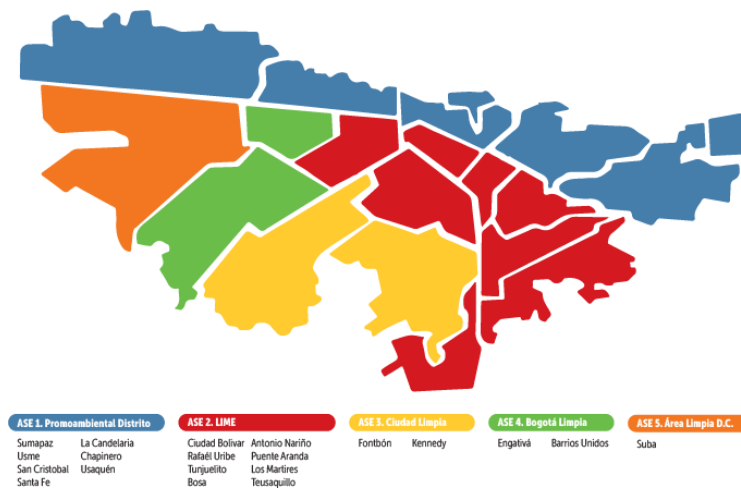 ASE 1. Promoambiental Distrito
Sumapaz La Candelaria
Usme Chapinero
San Cristobal Usaquén
Santa Fe
ASE 2. LIME
Ciudad Bolivar Antonio Nariño
Rafaél Uribe Puente Aranda
Tunjuelito Los Martires
Bosa Teusaquillo
ASE 3. Ciudad Limpia
Fontbón Kennedy
ASE 4. Bogotá Limpia
Engativá Barrios Unidos
ASE 5. Área Limpia D.C.
Suba